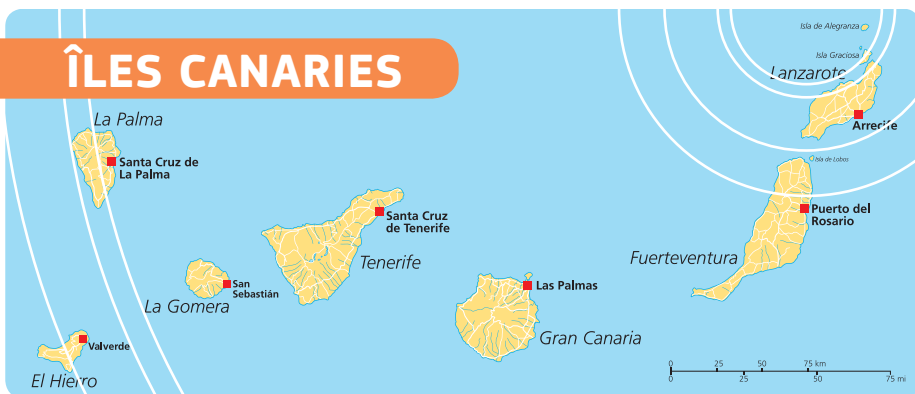 ÎLES CANARIES
Isla de Alegranza
Isla Graciosa
Lanzarote
Arrecife
La Palma
Santa Cruz de
La Palma
Isla de Lobos
Santa Cruz
de Tenerife
Puerto del
Rosario
Tenerife
Fuerteventura
San
Sebastián
La Gomera
Las Palmas
Gran Canaria
Valverde
El Hierro
0 25 50 75 km
0 25 50 75 mi